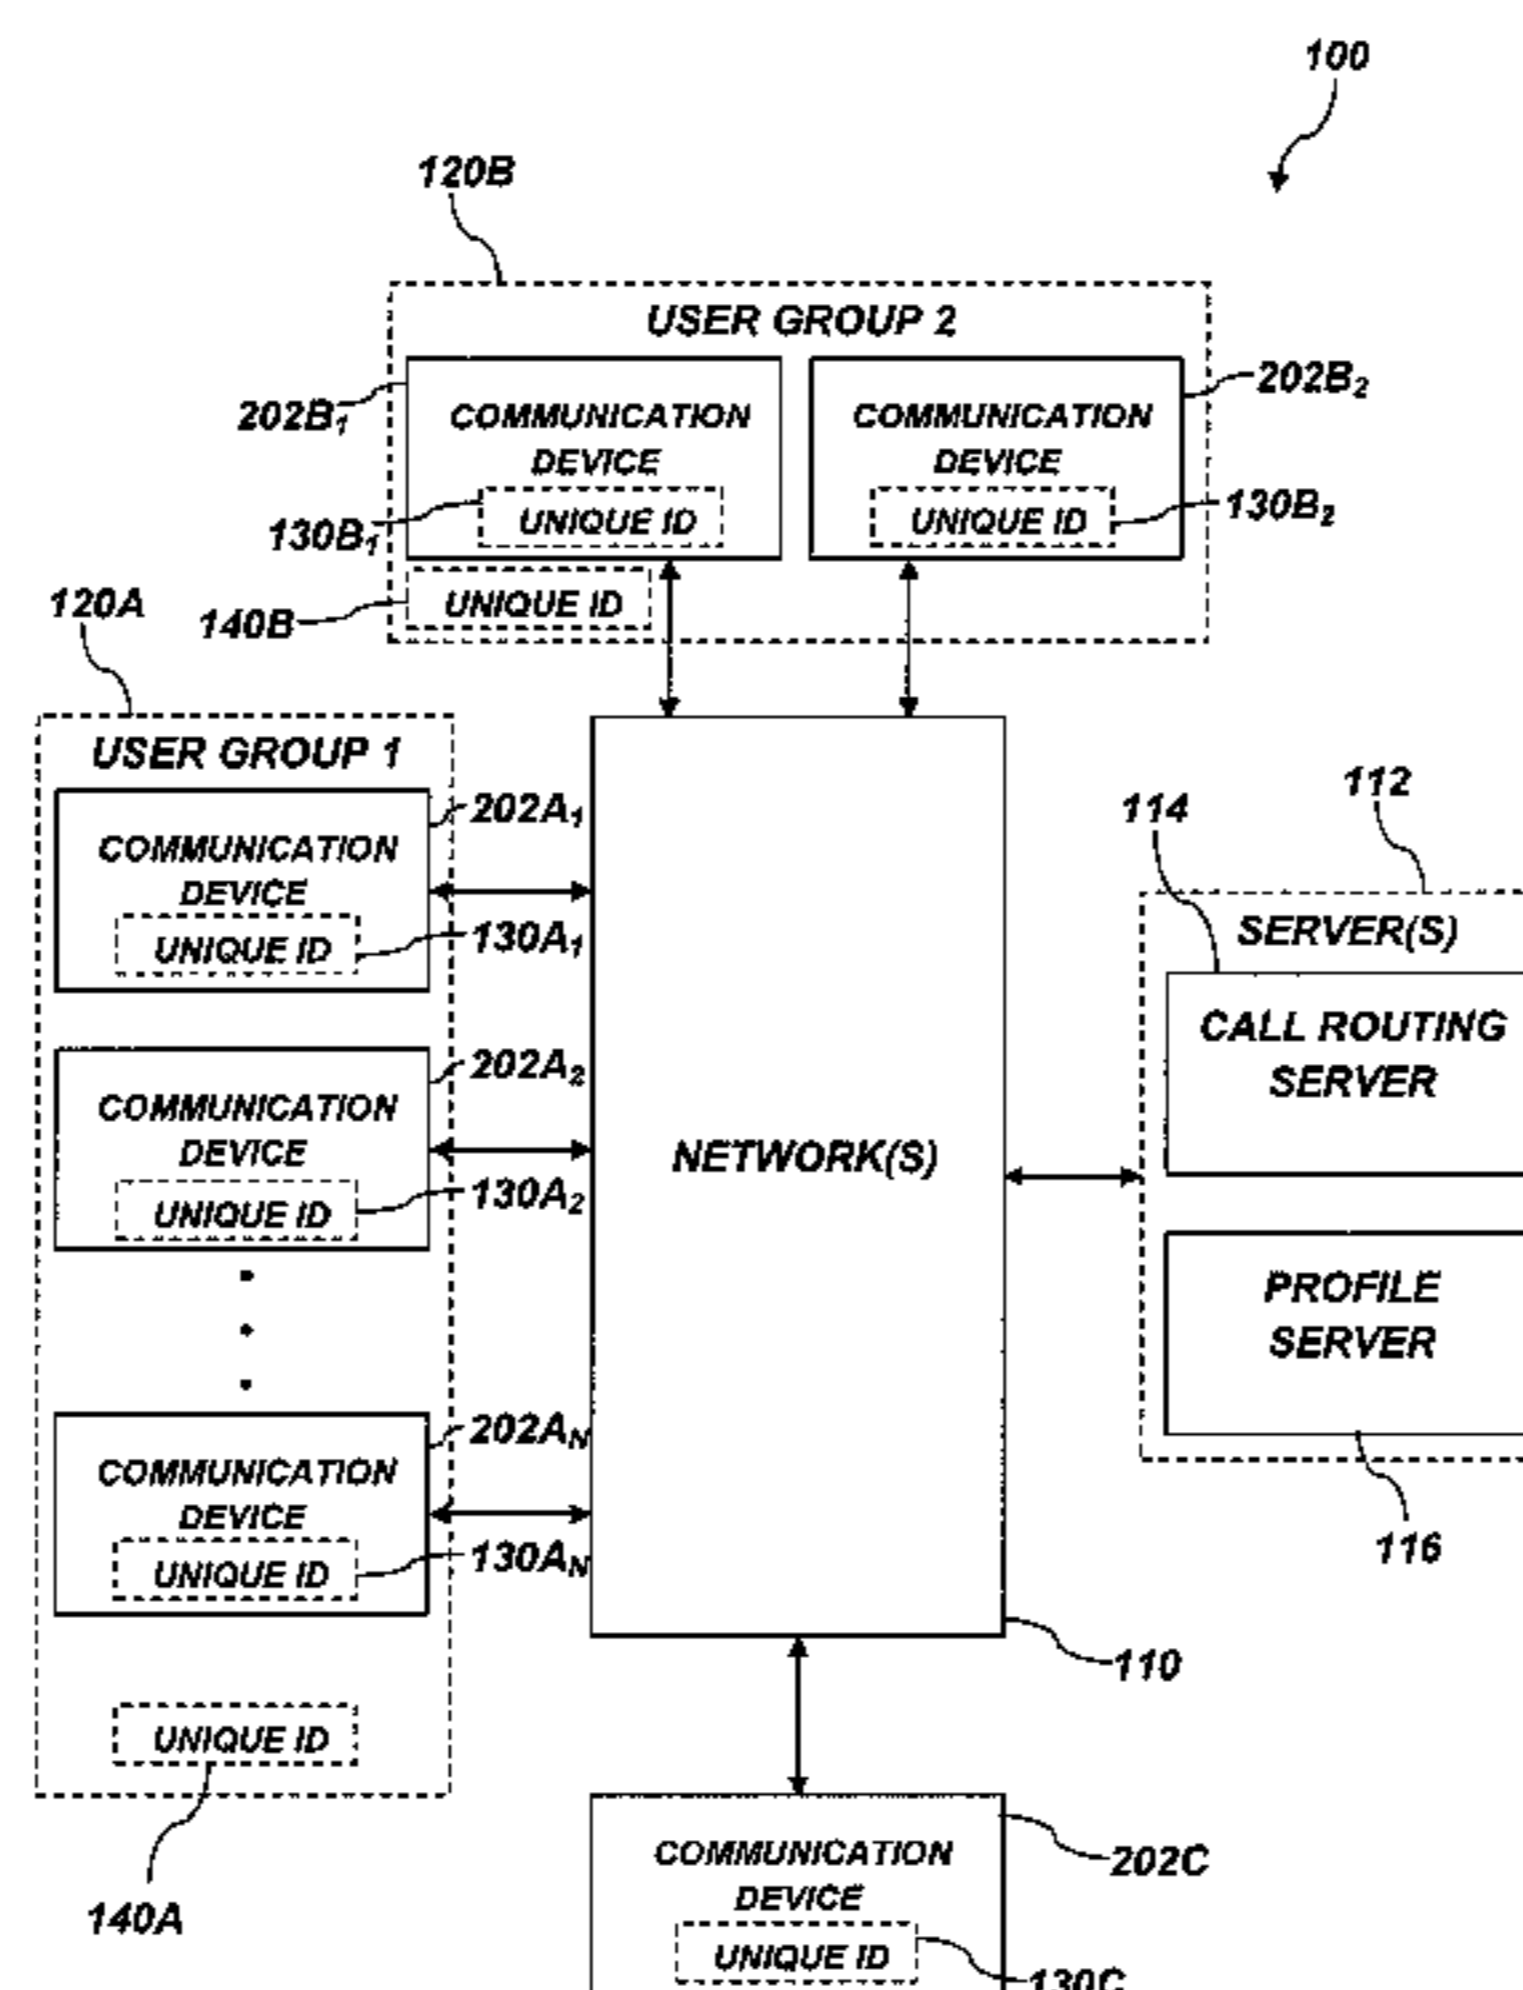 100
120B
USER GROUP 2
202B1
COMMUNICATION
DEVICE
UNIQUE ID
130B1
COMMUNICATION
DEVICE
UNIQUE ID
202B2
130B2
140B
UNIQUE ID
120A
USER GROUP 1
202A1
COMMUNICATION
DEVICE
UNIQUE ID
130A1
202A2
COMMUNICATION
DEVICE
UNIQUE ID
130A2
202AN
COMMUNICATION
DEVICE
UNIQUE ID
130AN
UNIQUE ID
140A
NETWORK(S)
110
112
114
SERVER(S)
CALL ROUTING
SERVER
PROFILE
SERVER
116
COMMUNICATION
DEVICE
UNIQUE ID
202C
130C